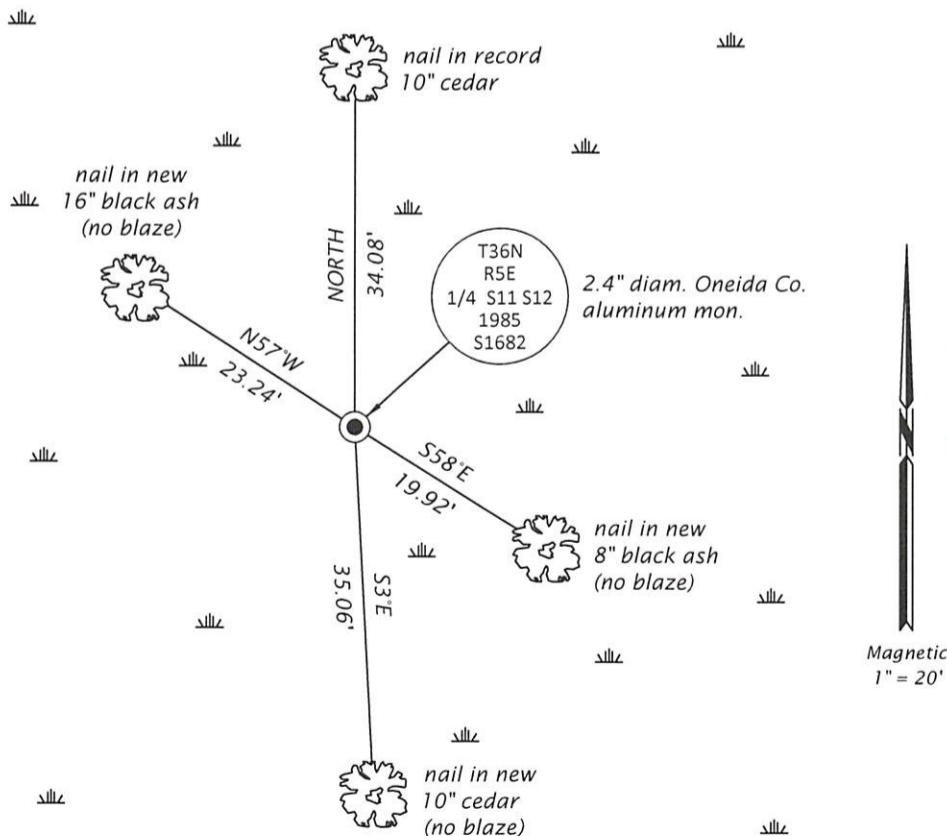 nail in record
10" cedar
nail in new
16" black ash
(no blaze)
NORTH
34.08'
T36N
R5E
1/4 S11 S12
1985
S1682
2.4" diam. Oneida Co.
aluminum mon.
N57°W
23.24'
S58°E
19.92'
nail in new
8" black ash
(no blaze)
S3°E
35.06'
N
Magnetic
1" = 20'
nail in new
10" cedar
(no blaze)